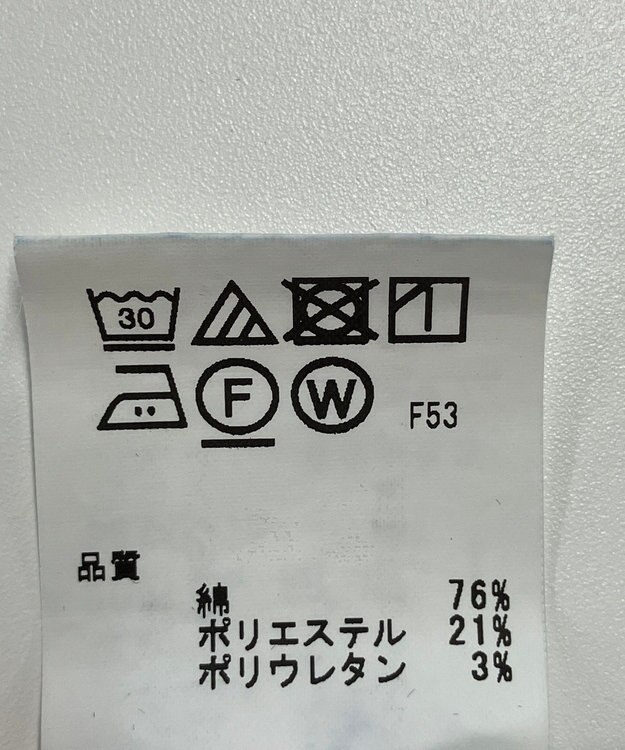 30
F W F53
品質
綿 76%
ポリエステル 21%
ポリウレタン 3%